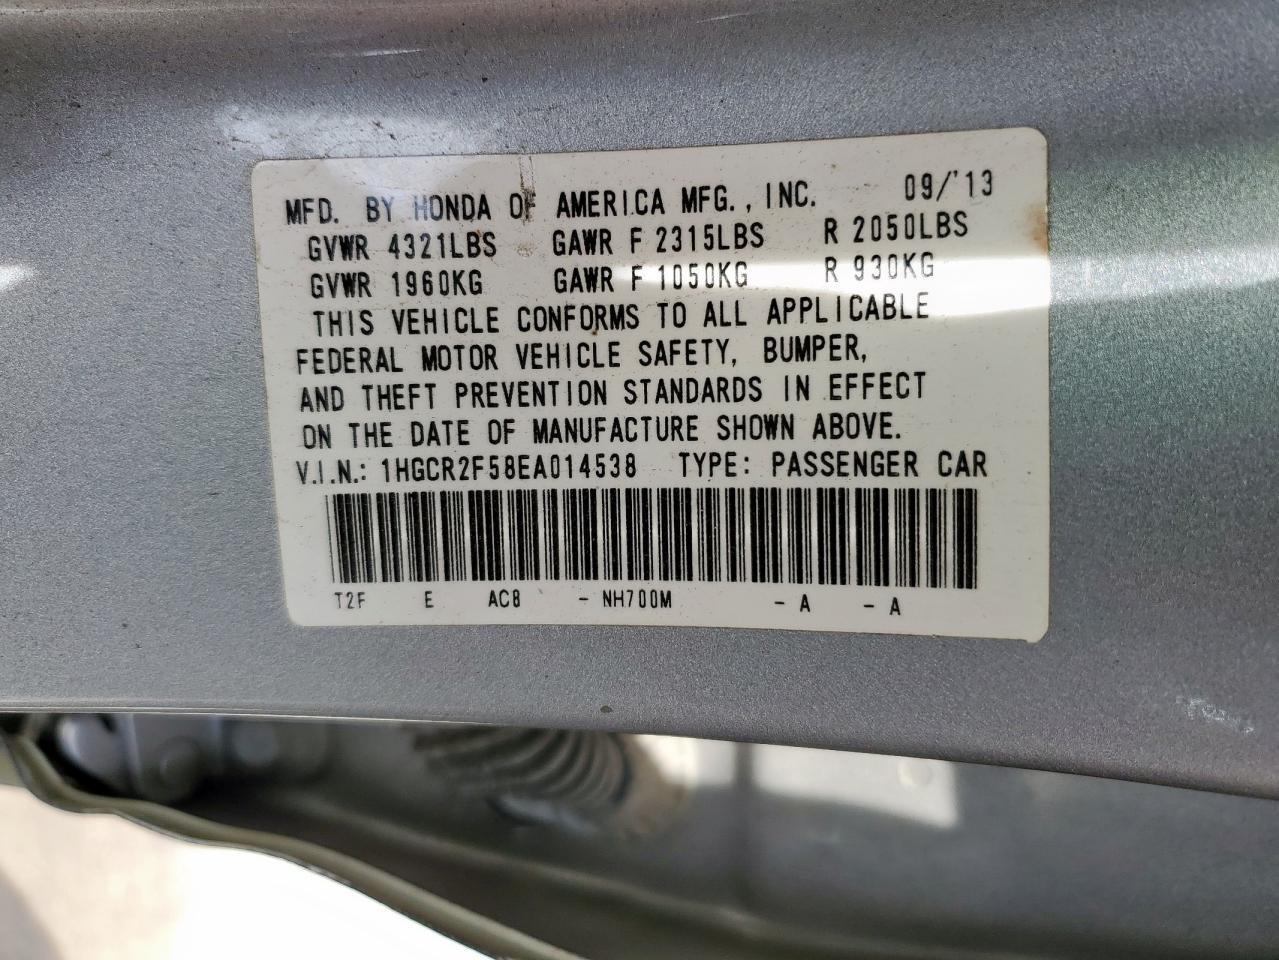 MFD. BY HONDA OF AMERICA MFG., INC. 09/'13
GVWR 4321LBS GAWR F 2315LBS R 2050LBS
GVWR 1960KG GAWR F 1050KG R 930KG
THIS VEHICLE CONFORMS TO ALL APPLICABLE
FEDERAL MOTOR VEHICLE SAFETY, BUMPER,
AND THEFT PREVENTION STANDARDS IN EFFECT
ON THE DATE OF MANUFACTURE SHOWN ABOVE.
V.I.N.: 1HGCR2F58EA014538 TYPE: PASSENGER CAR
T2F E AC8 - NH700M - A - A